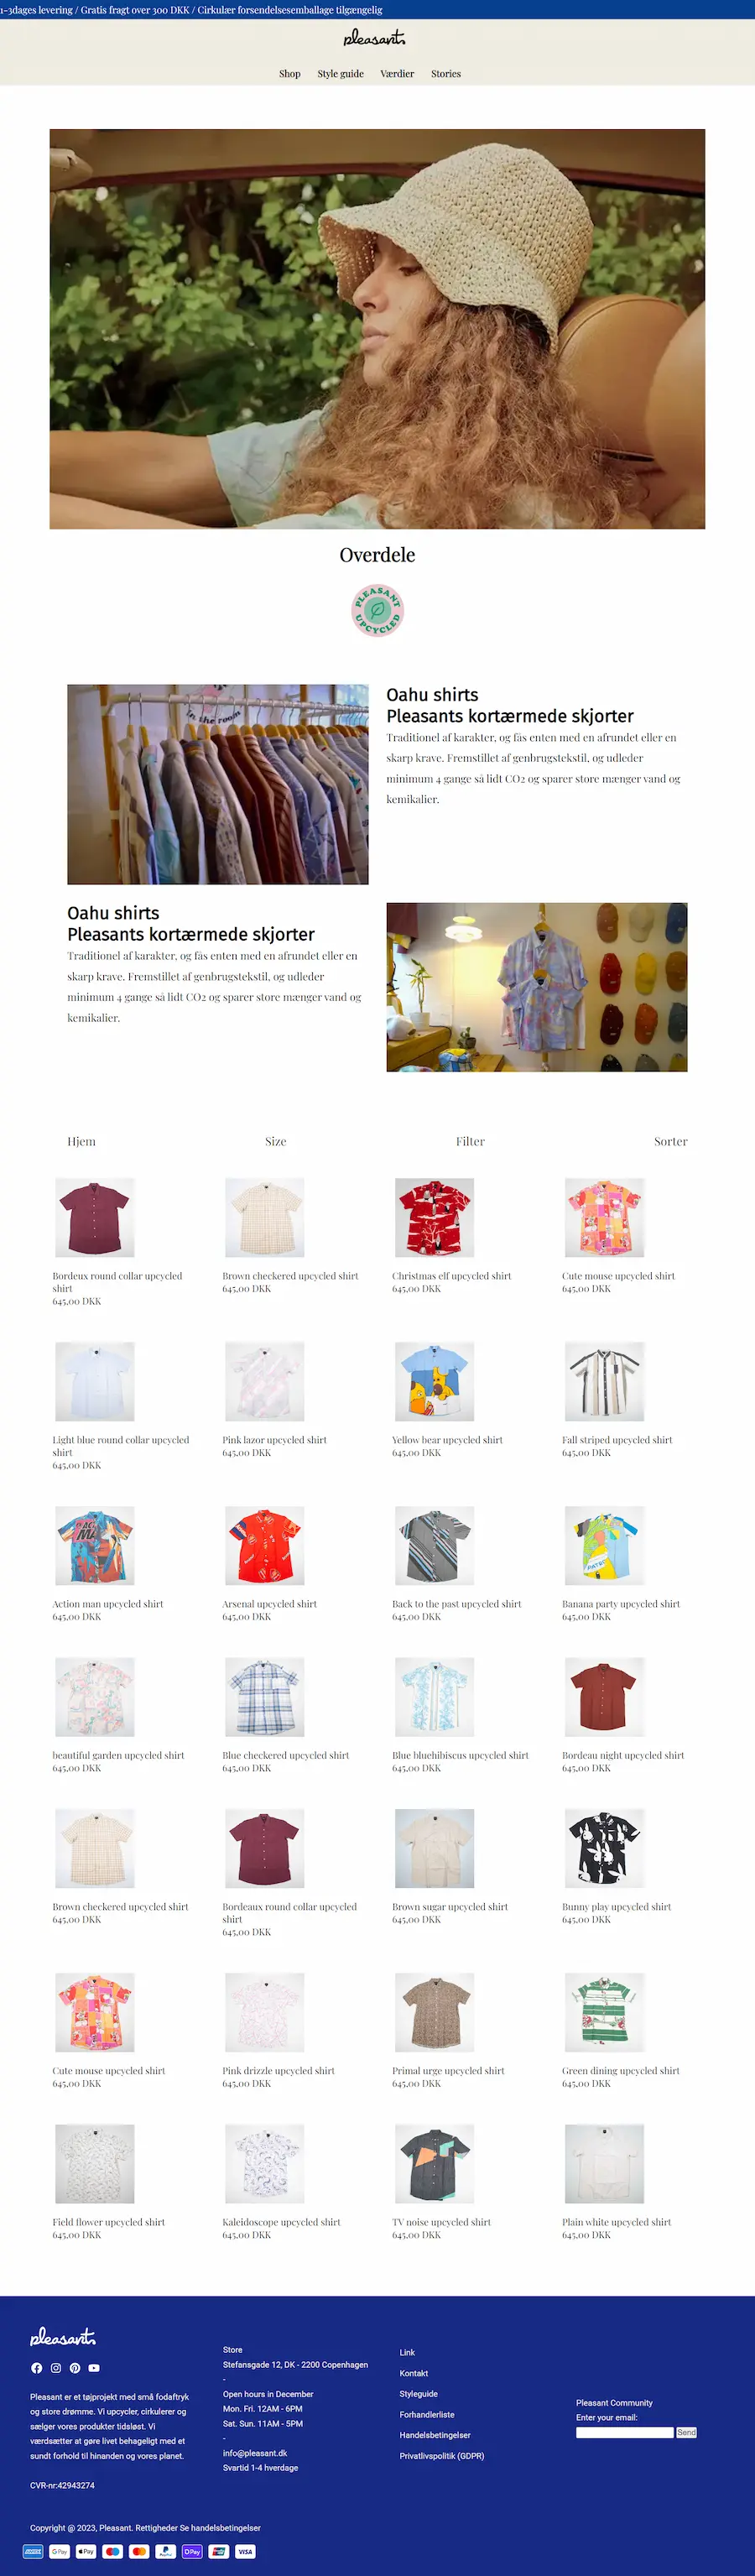 1-3dages levering / Gratis fragt over 300 DKK / Cirkulær forsendelsesemballage tilgængelig
pleasant.
Shop Style guide Værdier Stories
Overdele
PLEASANT
UPCYCLED
in the room
Oahu shirts
Pleasants kortærmede skjorter
Traditionel af karakter, og fås enten med en afrundet eller en
skarp krave. Fremstillet af genbrugstekstil, og udleder
minimum 4 gange så lidt CO2 og sparer store mænger vand og
kemikalier.
Oahu shirts
Pleasants kortærmede skjorter
Traditionel af karakter, og fås enten med en afrundet eller en
skarp krave. Fremstillet af genbrugstekstil, og udleder
minimum 4 gange så lidt CO2 og sparer store mænger vand og
kemikalier.
Hjem Size Filter Sorter
Bordeux round collar upcycled
shirt
645,00 DKK
Brown checkered upcycled shirt
645,00 DKK
Christmas elf upcycled shirt
645,00 DKK
Cute mouse upcycled shirt
645,00 DKK
Light blue round collar upcycled
shirt
645,00 DKK
Pink lazor upcycled shirt
645,00 DKK
Yellow bear upcycled shirt
645,00 DKK
Fall striped upcycled shirt
645,00 DKK
Action man upcycled shirt
645,00 DKK
Arsenal upcycled shirt
645,00 DKK
Back to the past upcycled shirt
645,00 DKK
Banana party upcycled shirt
645,00 DKK
beautiful garden upcycled shirt
645,00 DKK
Blue checkered upcycled shirt
645,00 DKK
Blue bluehibiscus upcycled shirt
645,00 DKK
Bordeau night upcycled shirt
645,00 DKK
Brown checkered upcycled shirt
645,00 DKK
Bordeaux round collar upcycled
shirt
645,00 DKK
Brown sugar upcycled shirt
645,00 DKK
Bunny play upcycled shirt
645,00 DKK
Cute mouse upcycled shirt
645,00 DKK
Pink drizzle upcycled shirt
645,00 DKK
Primal urge upcycled shirt
645,00 DKK
Green dining upcycled shirt
645,00 DKK
Field flower upcycled shirt
645,00 DKK
Kaleidoscope upcycled shirt
645,00 DKK
TV noise upcycled shirt
645,00 DKK
Plain white upcycled shirt
645,00 DKK
pleasant.
Pleasant er et tøjprojekt med små fodaftryk
og store drømme. Vi upcycler, cirkulerer og
sælger vores produkter tidsløst. Vi
værdsætter at gøre livet behageligt med et
sundt forhold til hinanden og vores planet.
CVR-nr:42943274
Store
Stefansgade 12, DK - 2200 Copenhagen
-
Open hours in December
Mon. Fri. 12AM - 6PM
Sat. Sun. 11AM - 5PM
-
info@pleasant.dk
Svartid 1-4 hverdage
Link
Kontakt
Styleguide
Forhandlerliste
Handelsbetingelser
Privatlivspolitik (GDPR)
Pleasant Community
Enter your email:
Send
Copyright @ 2023, Pleasant. Rettigheder Se handelsbetingelser
G Pay
Pay
PayPal
OPay
VISA